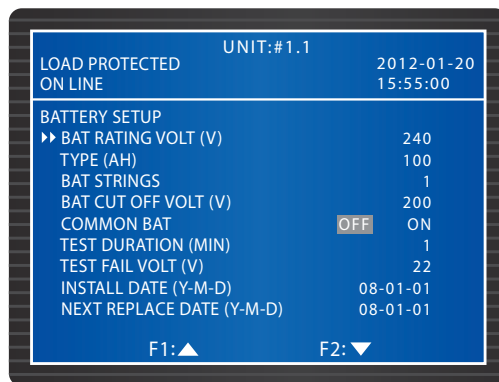 UNIT:#1.1
LOAD PROTECTED 2012-01-20
ON LINE 15:55:00
BATTERY SETUP
BAT RATING VOLT (V) 240
TYPE (AH) 100
BAT STRINGS 1
BAT CUT OFF VOLT (V) 200
COMMON BAT OFF ON
TEST DURATION (MIN) 1
TEST FAIL VOLT (V) 22
INSTALL DATE (Y-M-D) 08-01-01
NEXT REPLACE DATE (Y-M-D) 08-01-01
F1:▲ F2:▼